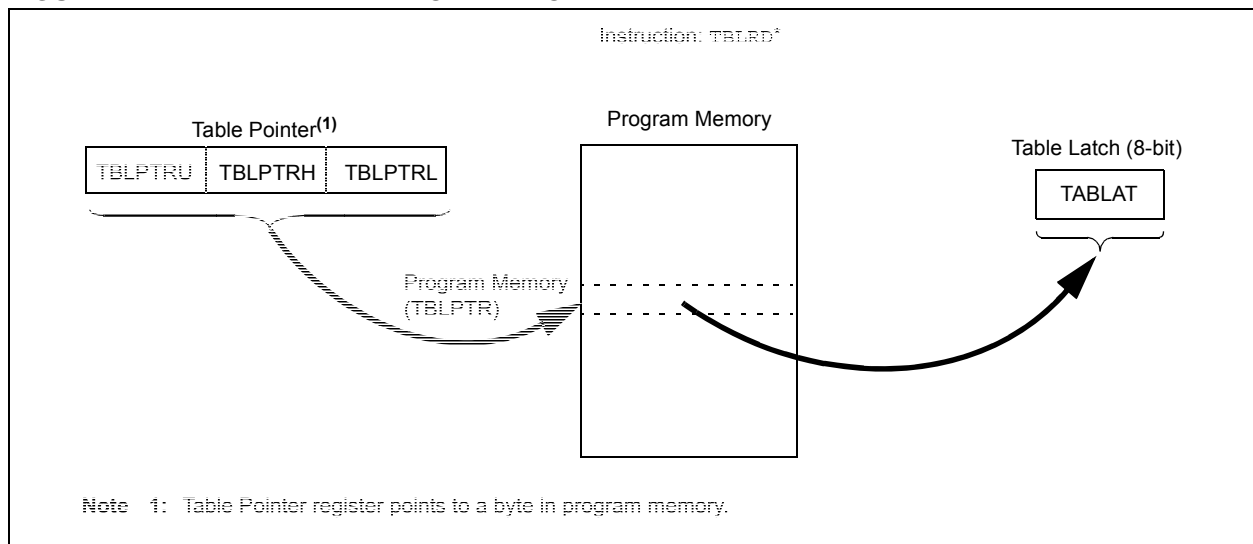 Instruction: TBLRD*
Table Pointer(1)
Program Memory
Table Latch (8-bit)
TBLPTRU TBLPTRH TBLPTRL
TABLAT
Program Memory
(TBLPTR)
Note 1: Table Pointer register points to a byte in program memory.